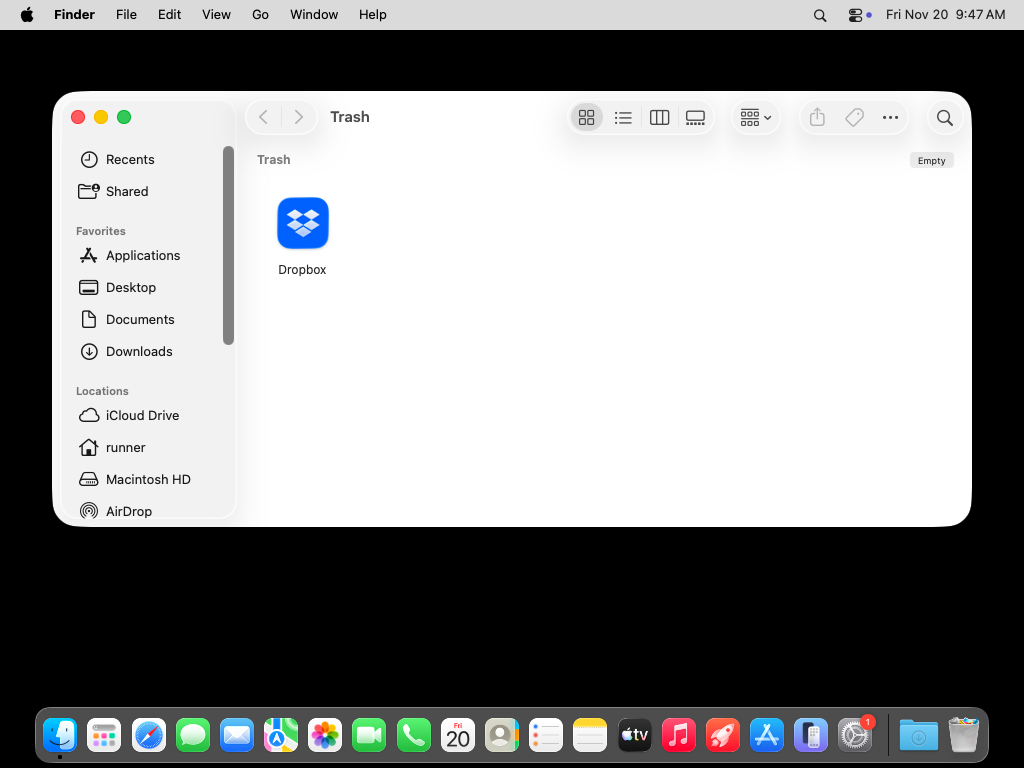 Finder File Edit View Go Window Help Fri Nov 20 9:47 AM
Trash
Recents
Shared
Favorites
Applications
Desktop
Documents
Downloads
Locations
iCloud Drive
runner
Macintosh HD
AirDrop
Trash
Empty
Dropbox
Fri
20
tv
1